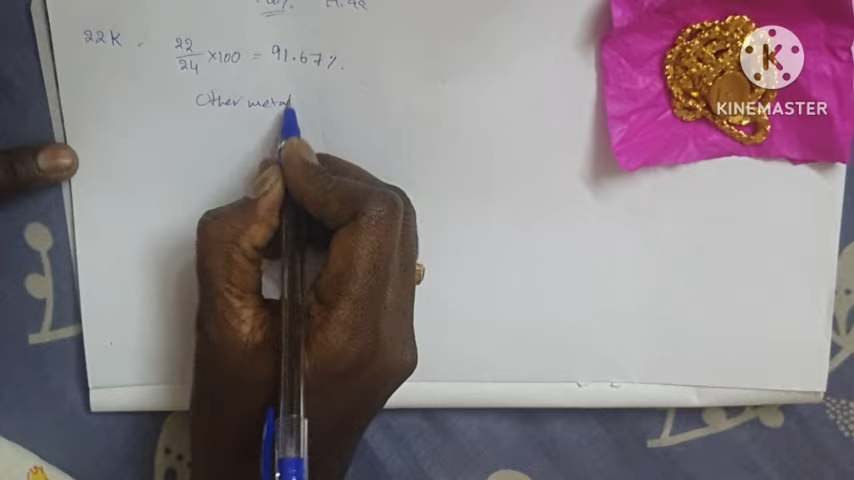 22K. 22/24 ×100 = 91.67%.
Other metal
K
KINEMASTER